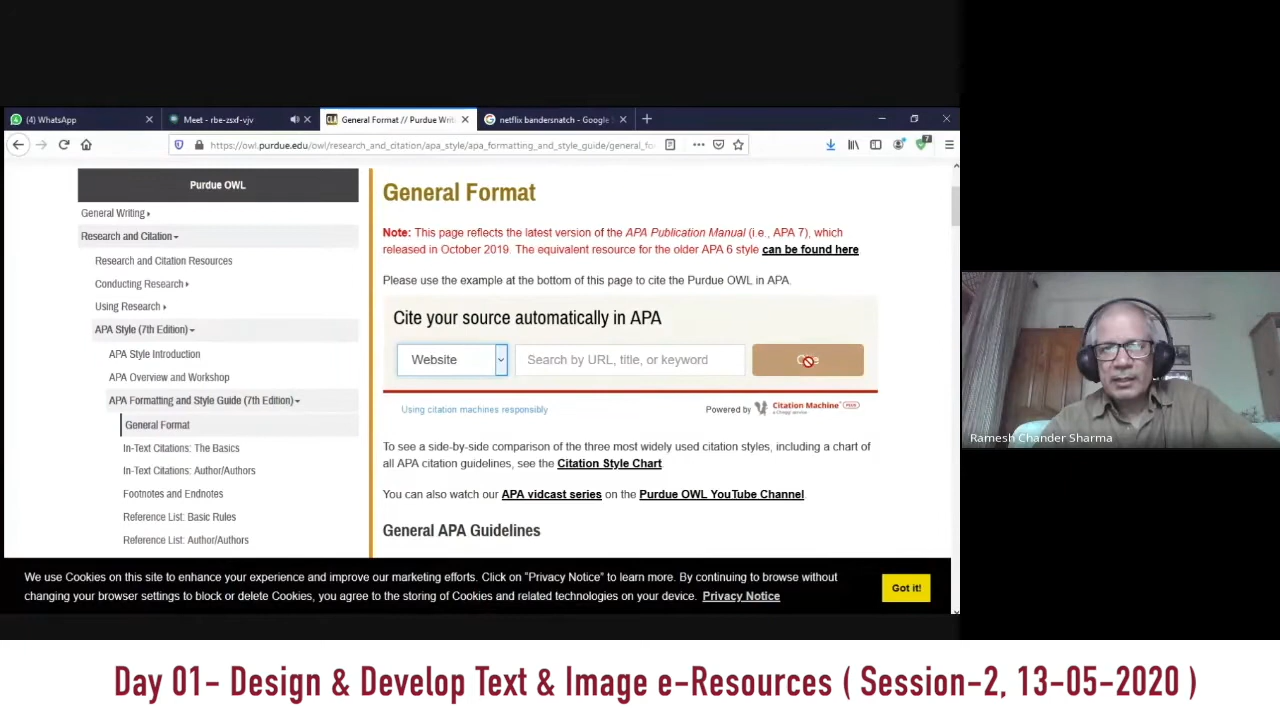 (4) WhatsApp
Meet - rbe-zsxf-vjv
General Format // Purdue Writ
netflix bandersnatch - Google S
https://owl.purdue.edu/owl/research_and_citation/apa_style/apa_formatting_and_style_guide/general_fo
7
Purdue OWL
General Writing
Research and Citation
Research and Citation Resources
Conducting Research
Using Research
APA Style (7th Edition)
APA Style Introduction
APA Overview and Workshop
APA Formatting and Style Guide (7th Edition)
General Format
In-Text Citations: The Basics
In-Text Citations: Author/Authors
Footnotes and Endnotes
Reference List: Basic Rules
Reference List: Author/Authors
General Format
Note: This page reflects the latest version of the APA Publication Manual (i.e., APA 7), which
released in October 2019. The equivalent resource for the older APA 6 style can be found here
Please use the example at the bottom of this page to cite the Purdue OWL in APA.
Cite your source automatically in APA
Website
Search by URL, title, or keyword
Using citation machines responsibly
Powered by Citation Machine PLUS
To see a side-by-side comparison of the three most widely used citation styles, including a chart of
all APA citation guidelines, see the Citation Style Chart
You can also watch our APA vidcast series on the Purdue OWL YouTube Channel
General APA Guidelines
We use Cookies on this site to enhance your experience and improve our marketing efforts. Click on "Privacy Notice" to learn more. By continuing to browse without
changing your browser settings to block or delete Cookies, you agree to the storing of Cookies and related technologies on your device. Privacy Notice
Got it!
Ramesh Chander Sharma
Day 01- Design & Develop Text & Image e-Resources ( Session-2, 13-05-2020 )